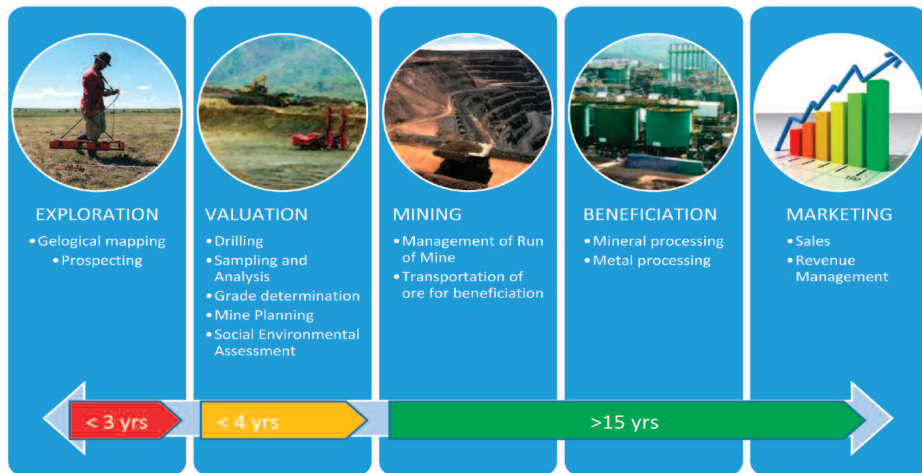 EXPLORATION
•Gelological mapping
•Prospecting
VALUATION
•Drilling
•Sampling and
Analysis
•Grade determination
•Mine Planning
•Social Environmental
Assessment
MINING
•Management of Run
of Mine
•Transportation of
ore for beneficiation
BENEFICIATION
•Mineral processing
•Metal processing
MARKETING
•Sales
•Revenue
Management
100
< 3 yrs
< 4 yrs
>15 yrs